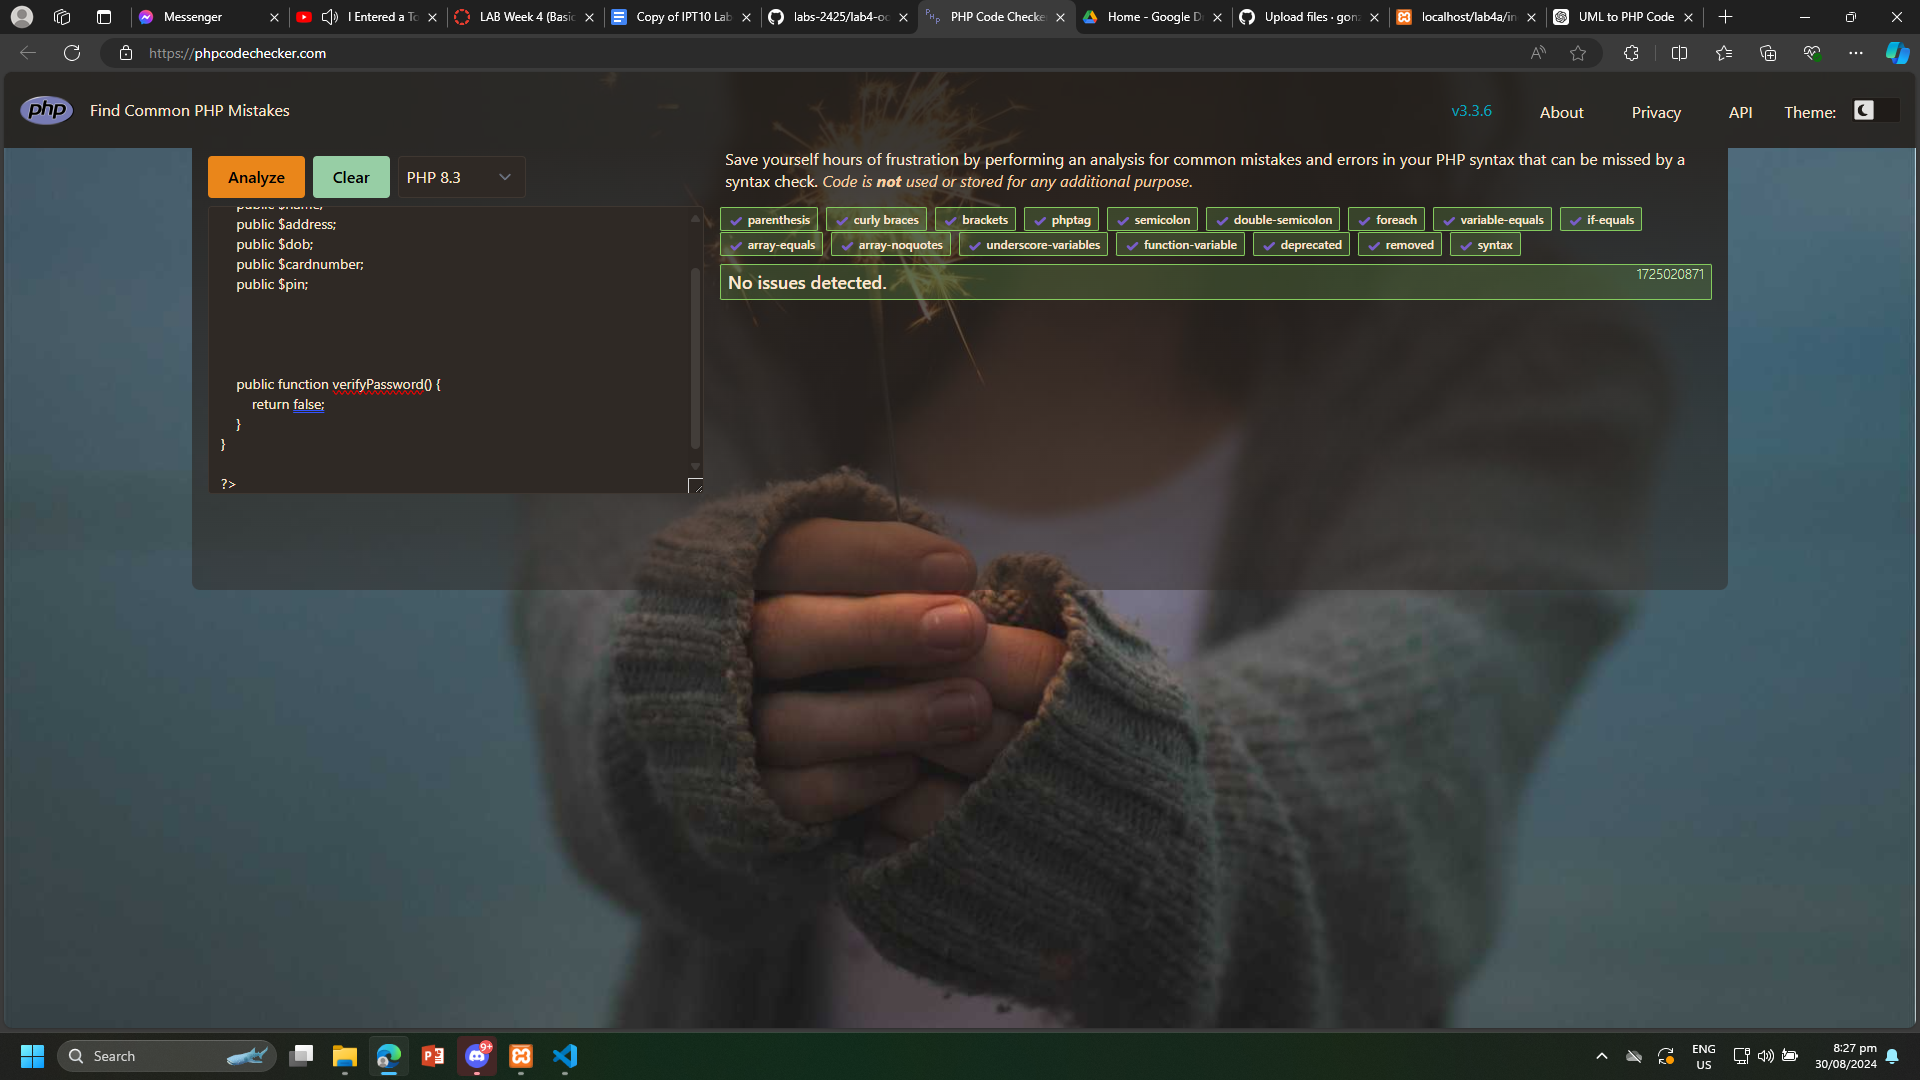 Messenger
I Entered a To
LAB Week 4 (Basic
Copy of IPT10 Lab
labs-2425/lab4-oo
PHP Code Checke
Home - Google D
Upload files · gon
localhost/lab4a/in
UML to PHP Code
https://phpcodechecker.com
php
Find Common PHP Mistakes
v3.3.6
About
Privacy
API
Theme:
Analyze
Clear
PHP 8.3
Save yourself hours of frustration by performing an analysis for common mistakes and errors in your PHP syntax that can be missed by a
syntax check. Code is not used or stored for any additional purpose.
parenthesis
curly braces
brackets
phptag
semicolon
double-semicolon
foreach
variable-equals
if-equals
array-equals
array-noquotes
underscore-variables
function-variable
deprecated
removed
syntax
No issues detected.
1725020871
public $name;
public $address;
public $dob;
public $cardnumber;
public $pin;
public function verifyPassword() {
return false;
}
}
?>
Search
9+
ENG
US
8:27 pm
30/08/2024